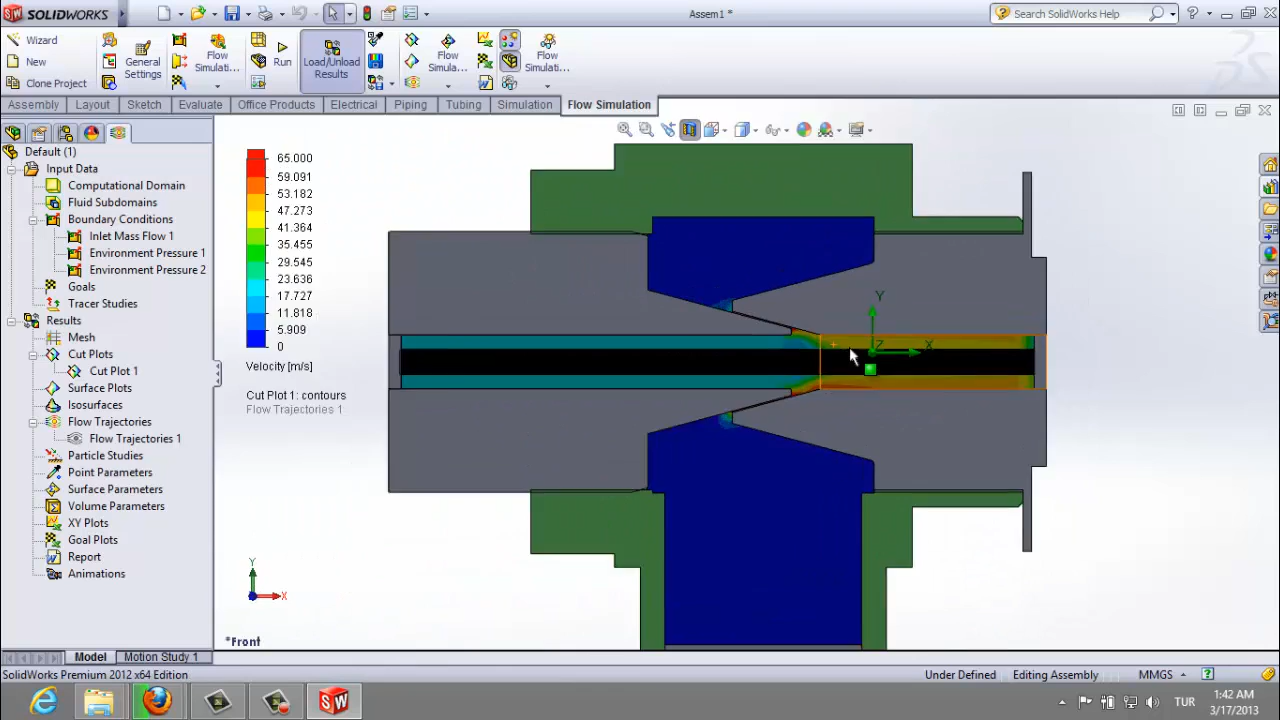 SOLIDWORKS
Assem1 *
Search SolidWorks Help
Wizard
New
Clone Project
General
Settings
Flow
Simulati...
Run
Load/Unload
Results
Flow
Simula...
Flow
Simulati...
Assembly
Layout
Sketch
Evaluate
Office Products
Electrical
Piping
Tubing
Simulation
Flow Simulation
Default (1)
Input Data
Computational Domain
Fluid Subdomains
Boundary Conditions
Inlet Mass Flow 1
Environment Pressure 1
Environment Pressure 2
Goals
Tracer Studies
Results
Mesh
Cut Plots
Cut Plot 1
Surface Plots
Isosurfaces
Flow Trajectories
Flow Trajectories 1
Particle Studies
Point Parameters
Surface Parameters
Volume Parameters
XY Plots
Goal Plots
Report
Animations
65.000
59.091
53.182
47.273
41.364
35.455
29.545
23.636
17.727
11.818
5.909
0
Velocity [m/s]
Cut Plot 1: contours
Flow Trajectories 1
Y
Z
X
Y
X
*Front
Model
Motion Study 1
SolidWorks Premium 2012 x64 Edition
Under Defined
Editing Assembly
MMGS
TUR
1:42 AM
3/17/2013